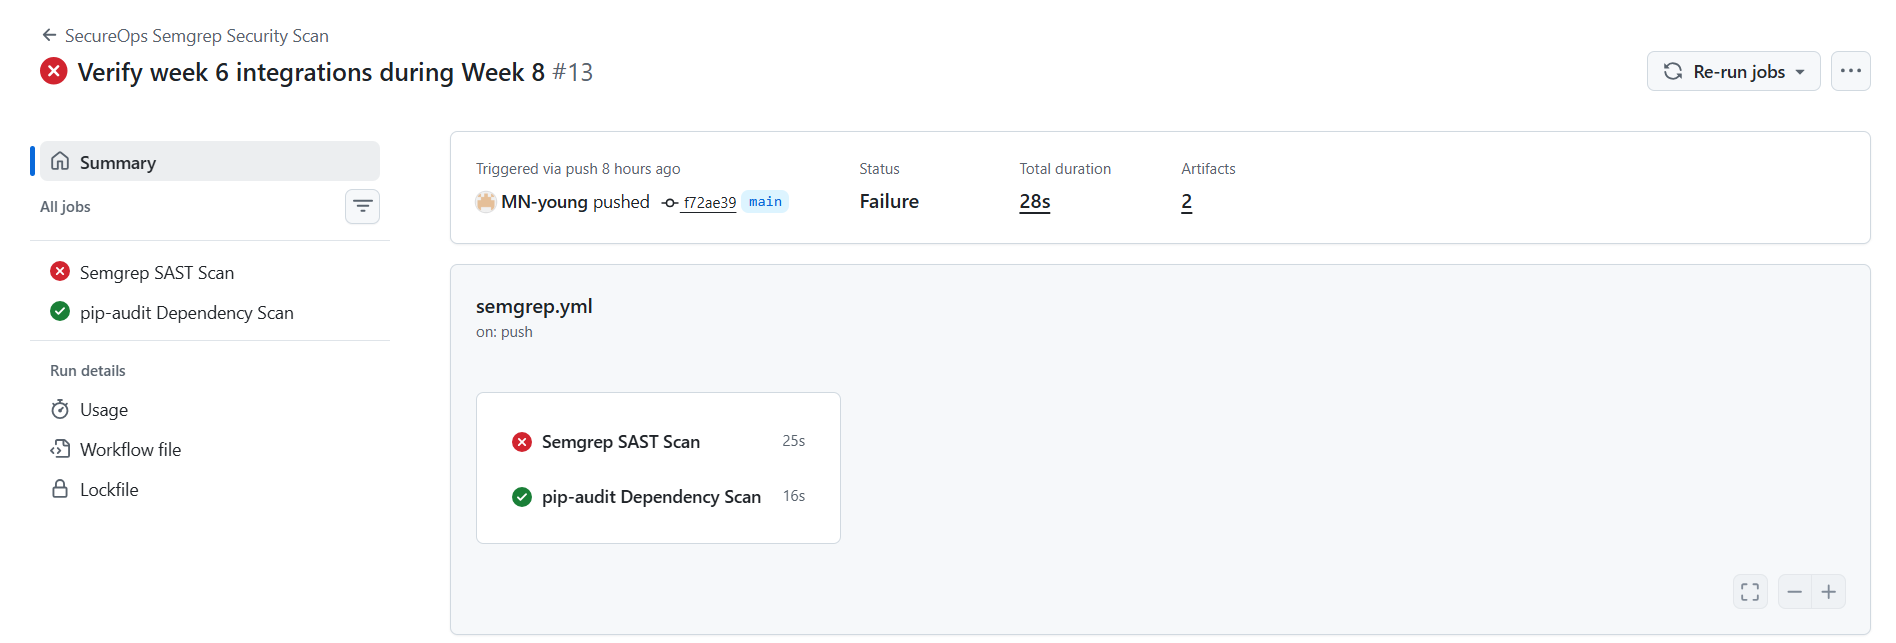 SecureOps Semgrep Security Scan
Verify week 6 integrations during Week 8 #13
Re-run jobs
Summary
All jobs
Semgrep SAST Scan
pip-audit Dependency Scan
Run details
Usage
Workflow file
Lockfile
Triggered via push 8 hours ago
MN-young pushed f72ae39 main
Status
Failure
Total duration
28s
Artifacts
2
semgrep.yml
on: push
Semgrep SAST Scan 25s
pip-audit Dependency Scan 16s